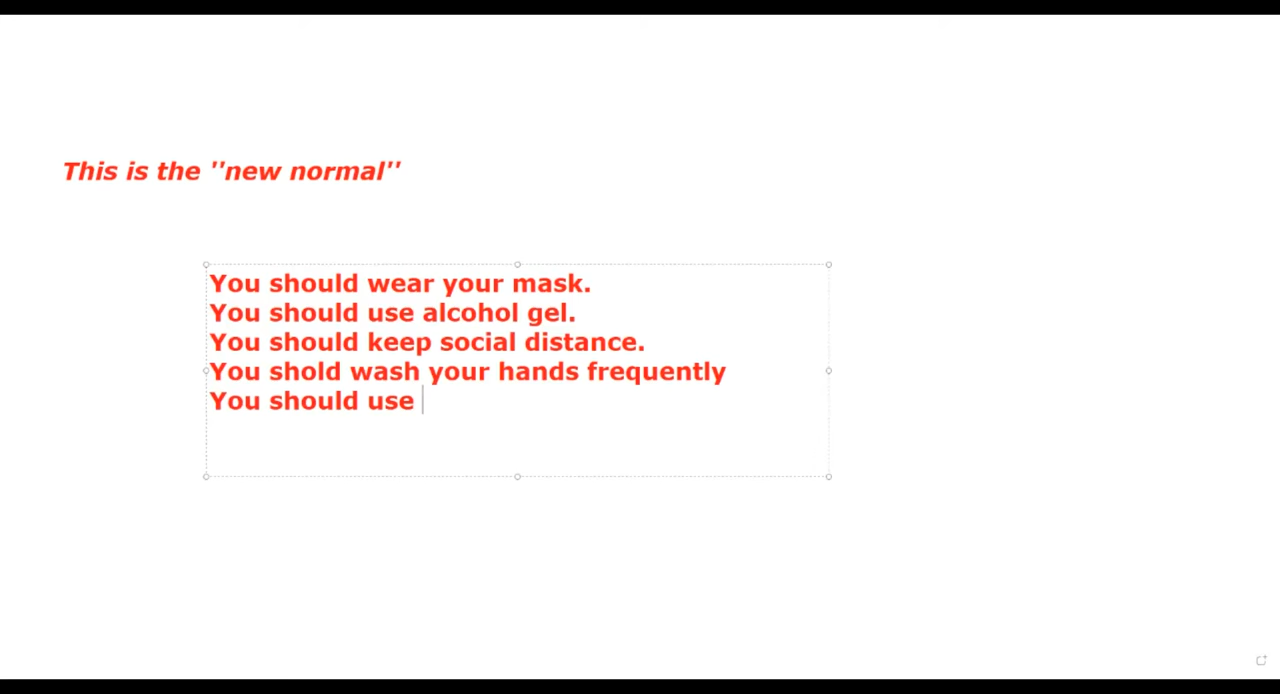 This is the ''new normal''
You should wear your mask.
You should use alcohol gel.
You should keep social distance.
You shold wash your hands frequently
You should use